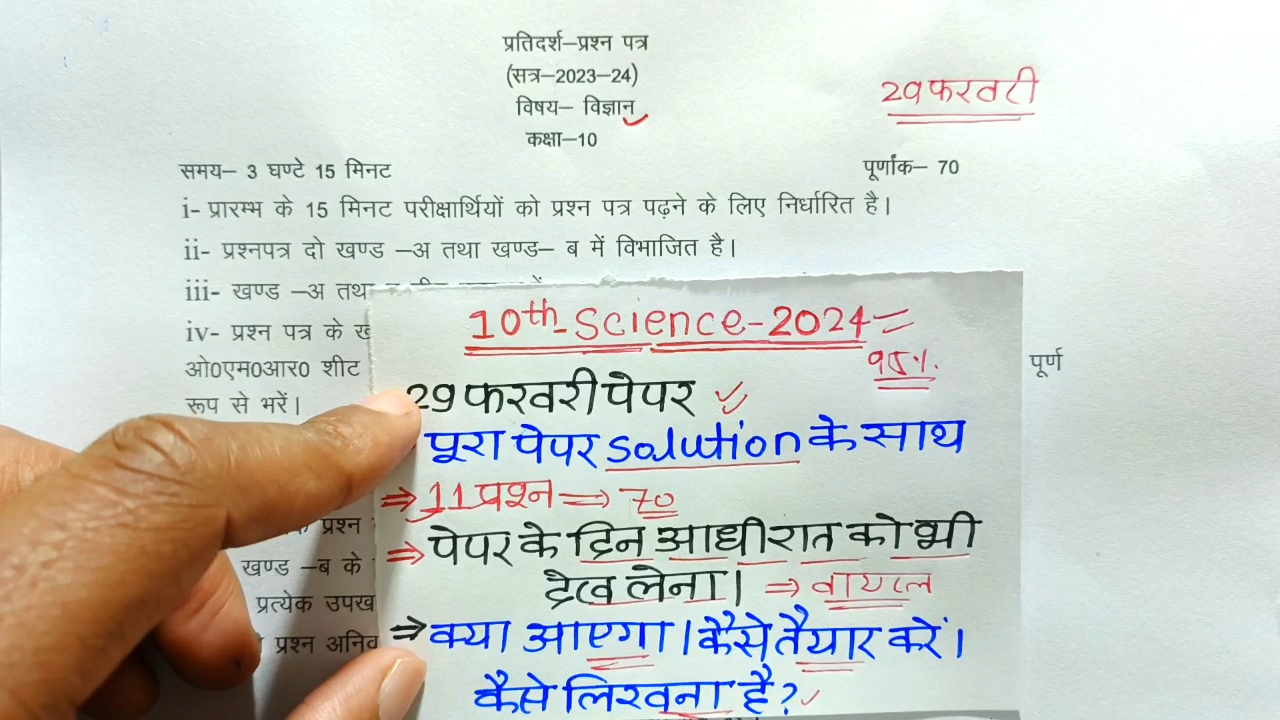 प्रतिदर्श–प्रश्न पत्र
(सत्र–2023–24)
विषय– विज्ञान
कक्षा–10
29 फरवरी
समय– 3 घण्टे 15 मिनट
पूर्णांक– 70
i- प्रारम्भ के 15 मिनट परीक्षार्थियों को प्रश्न पत्र पढ़ने के लिए निर्धारित है।
ii- प्रश्नपत्र दो खण्ड –अ तथा खण्ड– ब में विभाजित है।
iii- खण्ड –अ तथ
iv- प्रश्न पत्र के ख
ओ0एम0आर0 शीट
पूर्ण
रूप से भरें।
10th-Science-2024=
95%.
29 फरवरी पेपर
पूरा पेपर solution के साथ
⇒ 11 प्रश्न ⇒ 70
⇒ पेपर के दिन आधी रात को भी
देख लेना। ⇒ वायरल
⇒ क्या आएगा। कैसे तैयार करें।
कैसे लिखना है?
प्रश्न
खण्ड –ब के
प्रत्येक उपख
प्रश्न अनिव